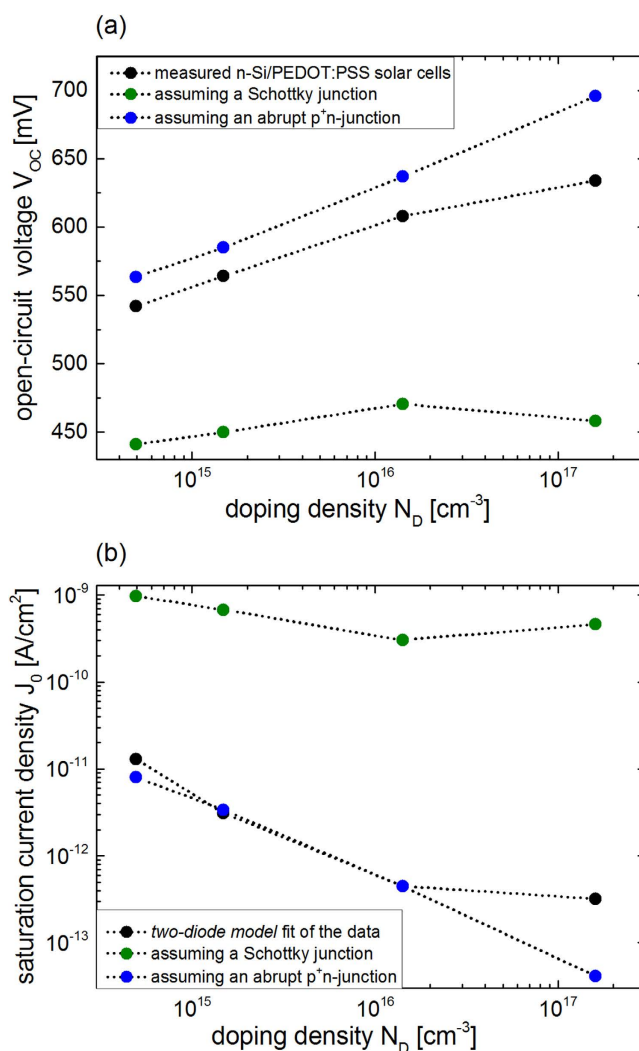 (a)
measured n-Si/PEDOT:PSS solar cells
assuming a Schottky junction
assuming an abrupt p⁺n-junction
open-circuit voltage V_OC [mV]
700
650
600
550
500
450
10¹⁵
10¹⁶
10¹⁷
doping density N_D [cm⁻³]
(b)
saturation current density J₀ [A/cm²]
10⁻⁹
10⁻¹⁰
10⁻¹¹
10⁻¹²
10⁻¹³
two-diode model fit of the data
assuming a Schottky junction
assuming an abrupt p⁺n-junction
10¹⁵
10¹⁶
10¹⁷
doping density N_D [cm⁻³]